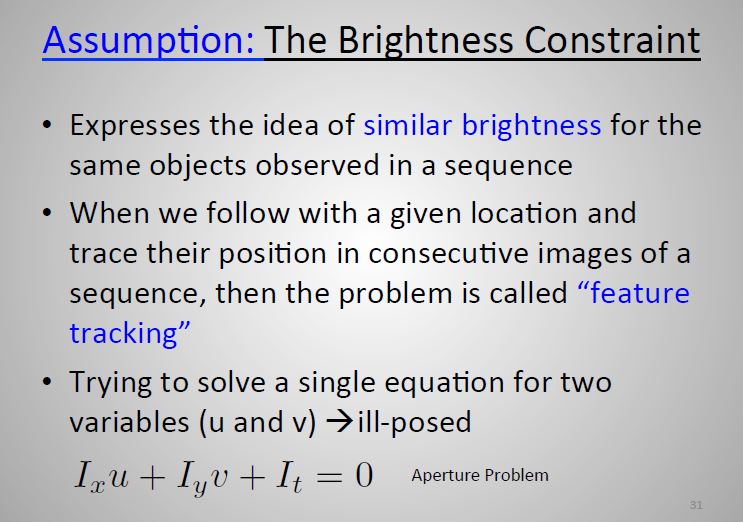 Assumption: The Brightness Constraint
• Expresses the idea of similar brightness for the
same objects observed in a sequence
• When we follow with a given location and
trace their position in consecutive images of a
sequence, then the problem is called “feature
tracking”
• Trying to solve a single equation for two
variables (u and v) →ill-posed
I_x u + I_y v + I_t = 0 Aperture Problem
31